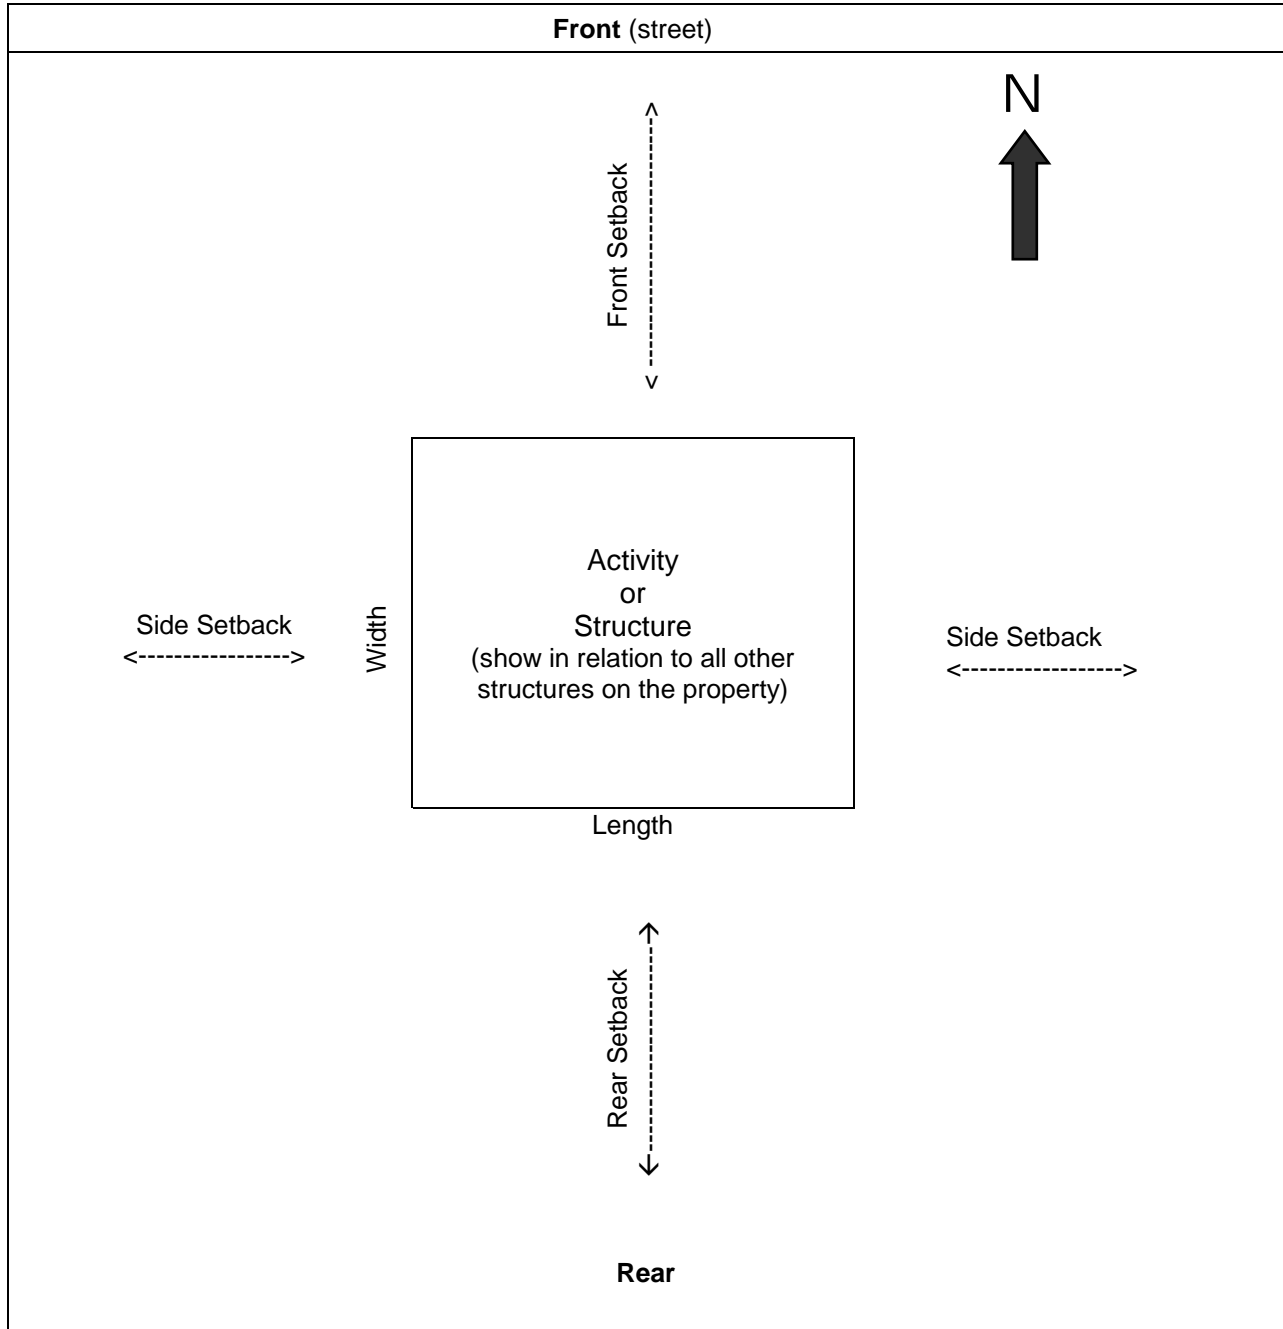 Front (street)
N
Front Setback
Activity
or
Structure
(show in relation to all other
structures on the property)
Side Setback
<----------------->
Width
Side Setback
<------------------>
Length
Rear Setback
Rear